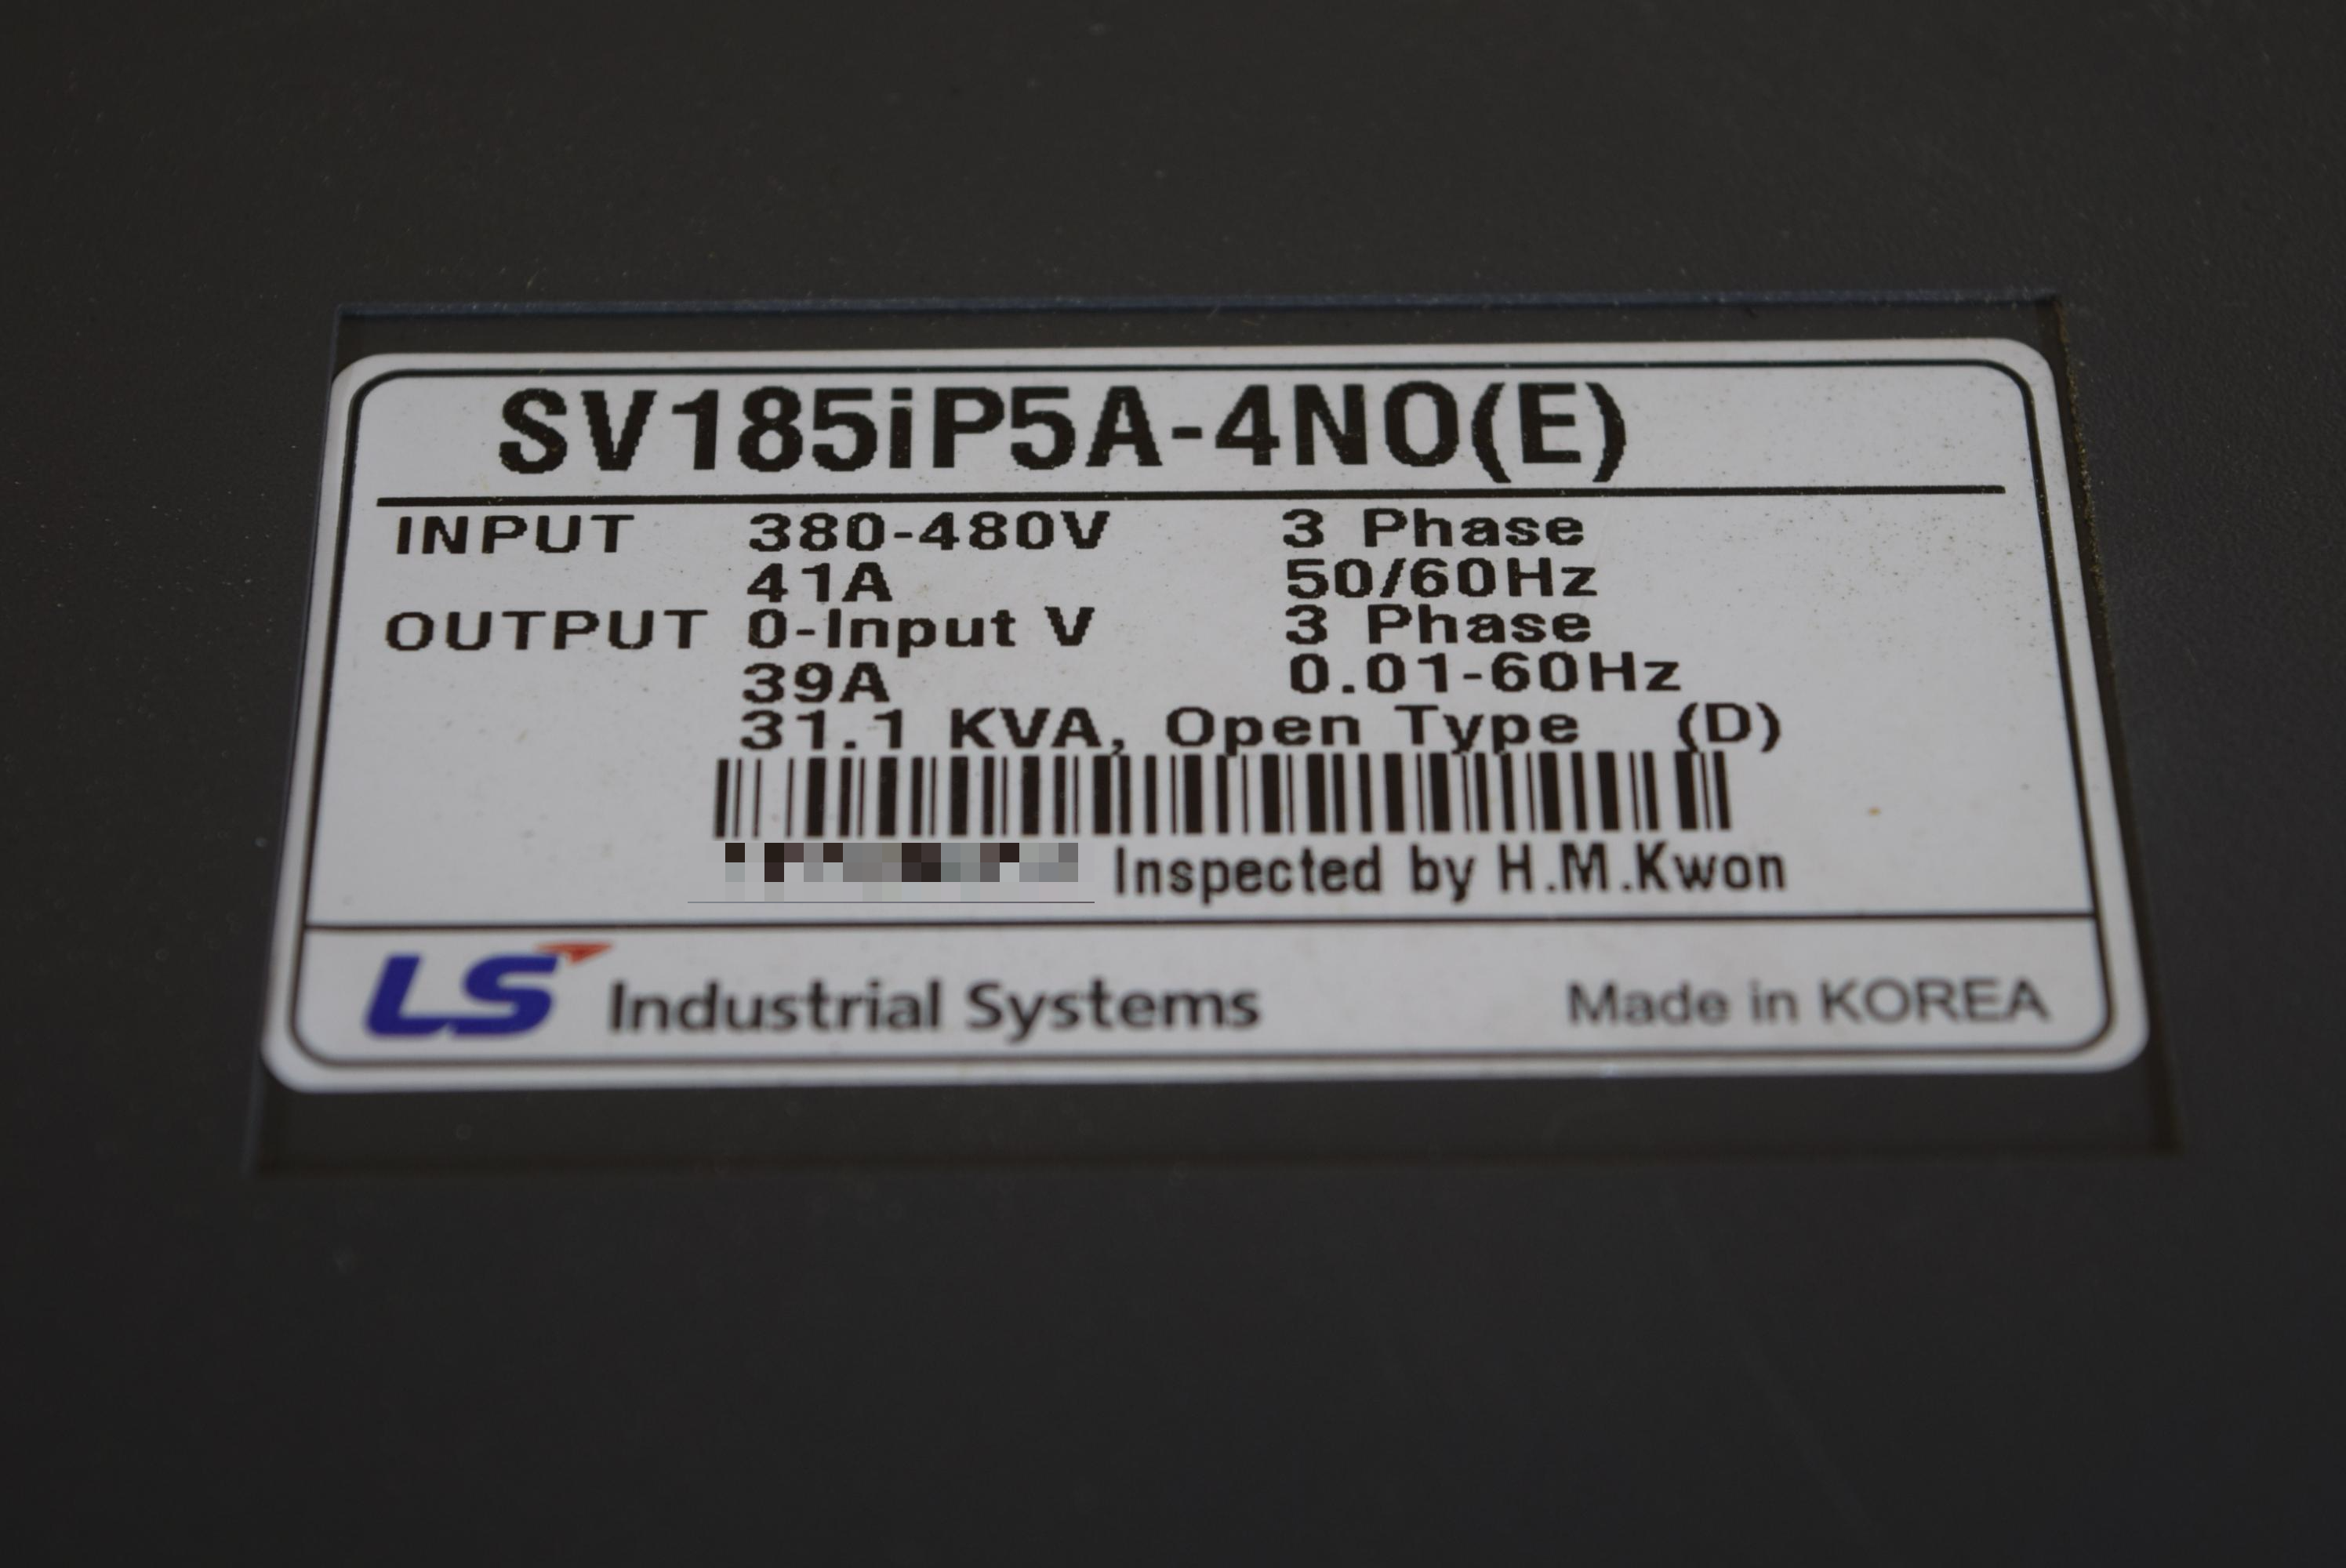 SV185iP5A-4NO(E)
INPUT 380-480V 3 Phase
41A 50/60Hz
OUTPUT 0-Input V 3 Phase
39A 0.01-60Hz
31.1 KVA, Open Type (D)
Inspected by H.M.Kwon
LS Industrial Systems Made in KOREA